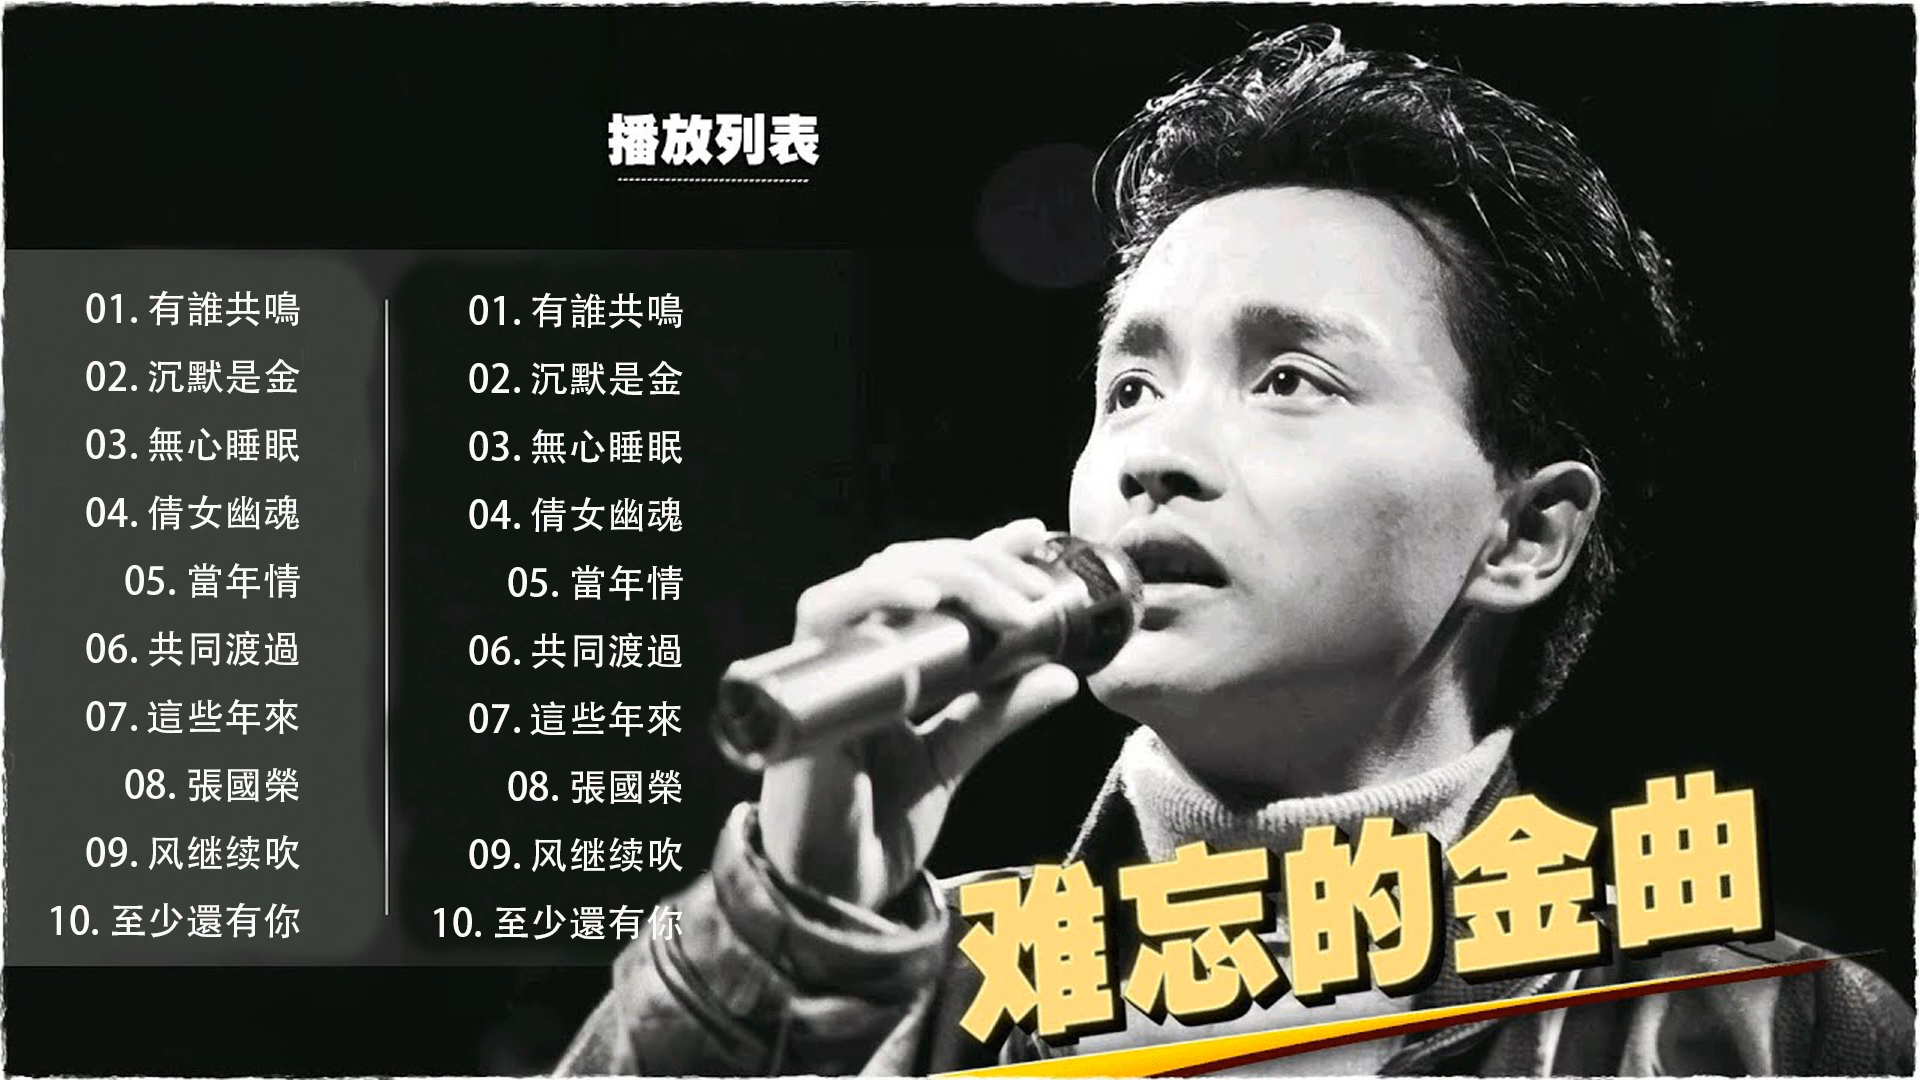 播放列表
01. 有誰共鳴
02. 沉默是金
03. 無心睡眠
04. 倩女幽魂
05. 當年情
06. 共同渡過
07. 這些年來
08. 張國榮
09. 风继续吹
10. 至少還有你
01. 有誰共鳴
02. 沉默是金
03. 無心睡眠
04. 倩女幽魂
05. 當年情
06. 共同渡過
07. 這些年來
08. 張國榮
09. 风继续吹
10. 至少還有你
难忘的金曲